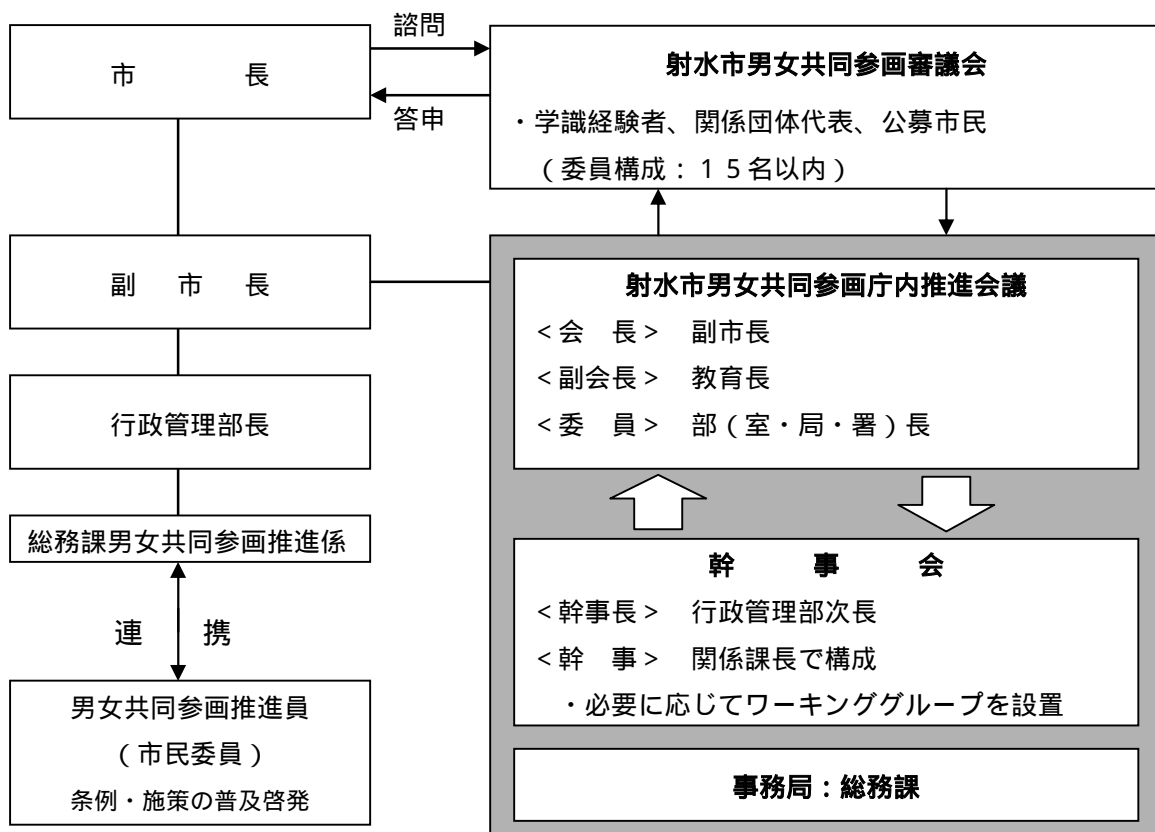 市　　　　長
諮問
答申
射水市男女共同参画審議会
・学識経験者、関係団体代表、公募市民
（委員構成：１５名以内）
副　市　長
行政管理部長
総務課男女共同参画推進係
連　携
男女共同参画推進員
（市民委員）
条例・施策の普及啓発
射水市男女共同参画庁内推進会議
＜会　長＞　副市長
＜副会長＞　教育長
＜委　員＞　部（室・局・署）長
幹　　事　　会
＜幹事長＞　行政管理部次長
＜幹　事＞　関係課長で構成
・必要に応じてワーキンググループを設置
事務局：総務課